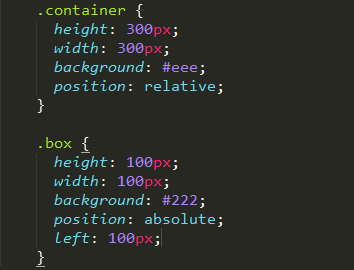 .container {
  height: 300px;
  width: 300px;
  background: #eee;
  position: relative;
}

.box {
  height: 100px;
  width: 100px;
  background: #222;
  position: absolute;
  left: 100px;
}